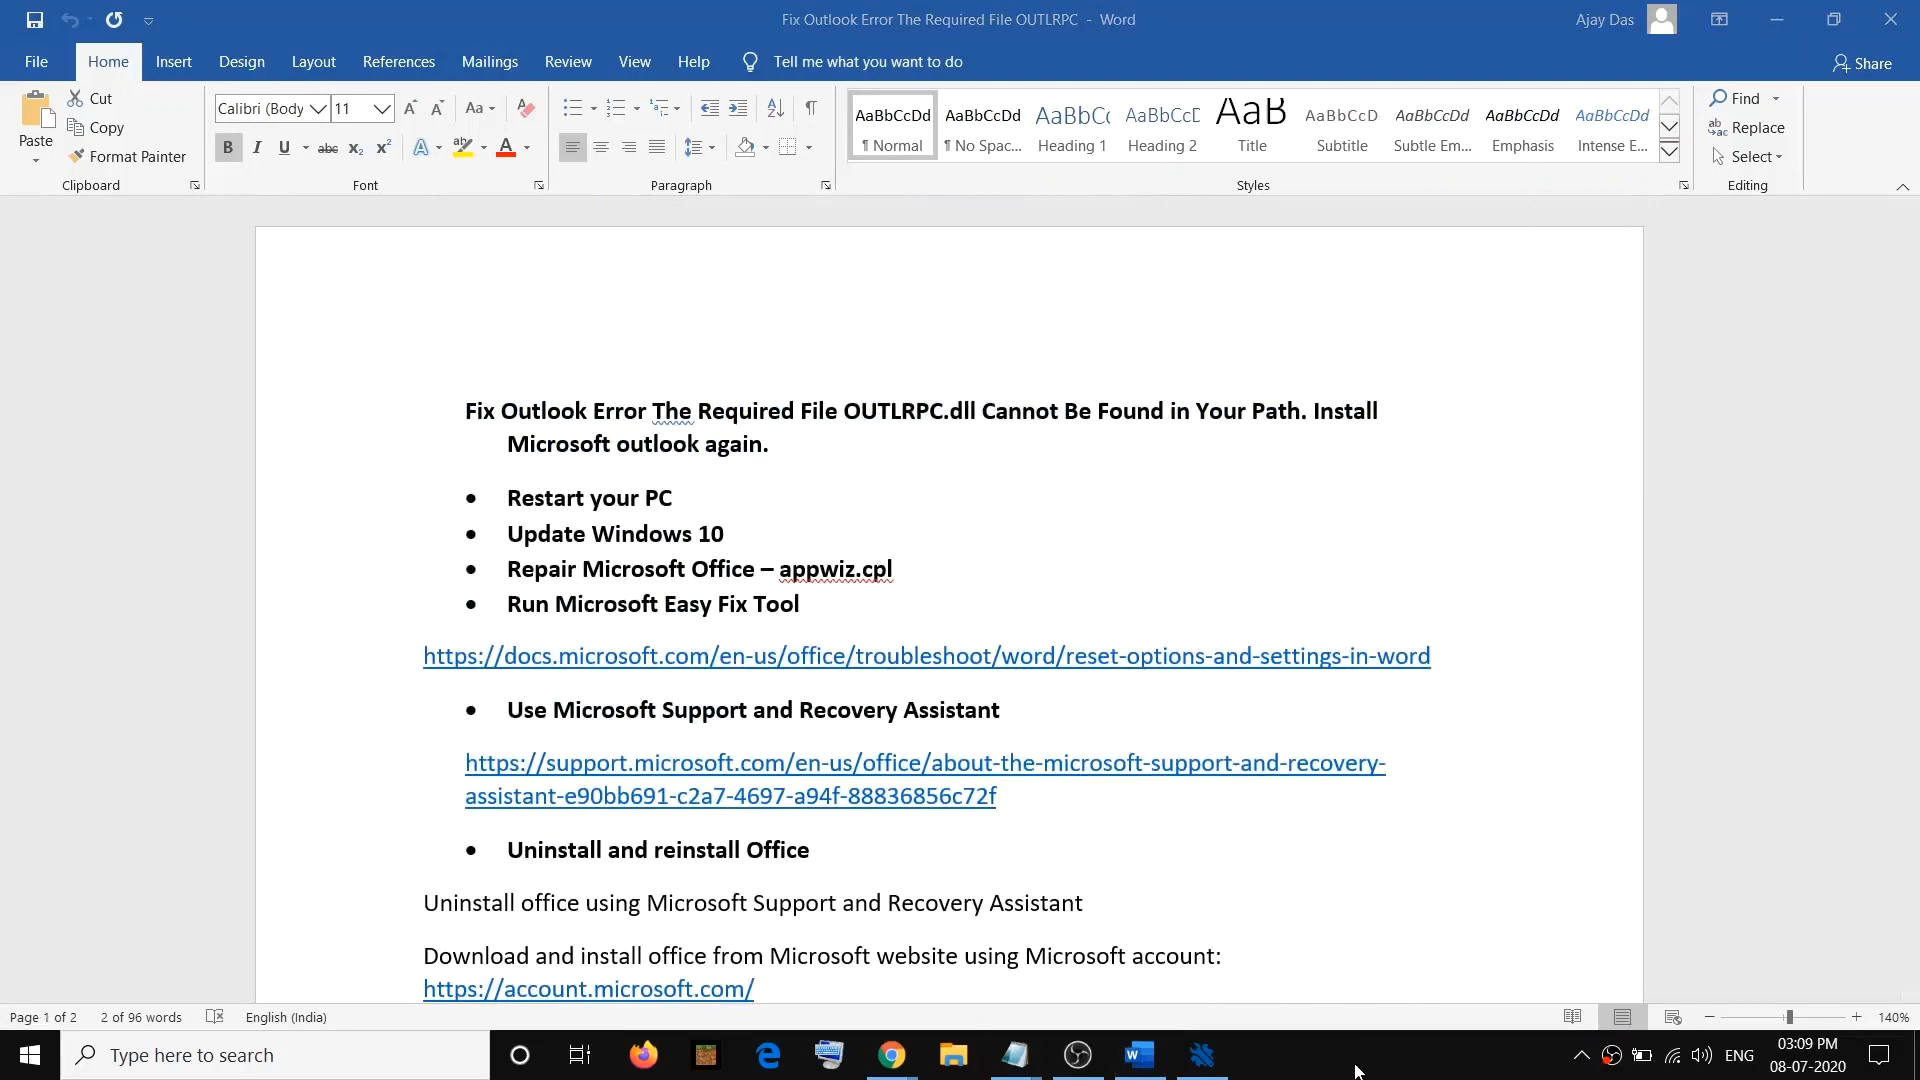 Fix Outlook Error The Required File OUTLRPC - Word
Ajay Das
File Home Insert Design Layout References Mailings Review View Help Tell me what you want to do Share
Paste
Cut
Copy
Format Painter
Clipboard
Calibri (Body 11
Aa
B I U abc x₂ x² A ab A
Font
Paragraph
AaBbCcDd AaBbCcDd AaBbCc AaBbCcD AaB AaBbCcD AaBbCcDd AaBbCcDd AaBbCcDd
¶ Normal ¶ No Spac... Heading 1 Heading 2 Title Subtitle Subtle Em... Emphasis Intense E...
Styles
Find
Replace
Select
Editing
Fix Outlook Error The Required File OUTLRPC.dll Cannot Be Found in Your Path. Install
Microsoft outlook again.
• Restart your PC
• Update Windows 10
• Repair Microsoft Office – appwiz.cpl
• Run Microsoft Easy Fix Tool
https://docs.microsoft.com/en-us/office/troubleshoot/word/reset-options-and-settings-in-word
• Use Microsoft Support and Recovery Assistant
https://support.microsoft.com/en-us/office/about-the-microsoft-support-and-recovery-
assistant-e90bb691-c2a7-4697-a94f-88836856c72f
• Uninstall and reinstall Office
Uninstall office using Microsoft Support and Recovery Assistant
Download and install office from Microsoft website using Microsoft account:
https://account.microsoft.com/
Page 1 of 2 2 of 96 words English (India) 140%
Type here to search
ENG
03:09 PM
08-07-2020